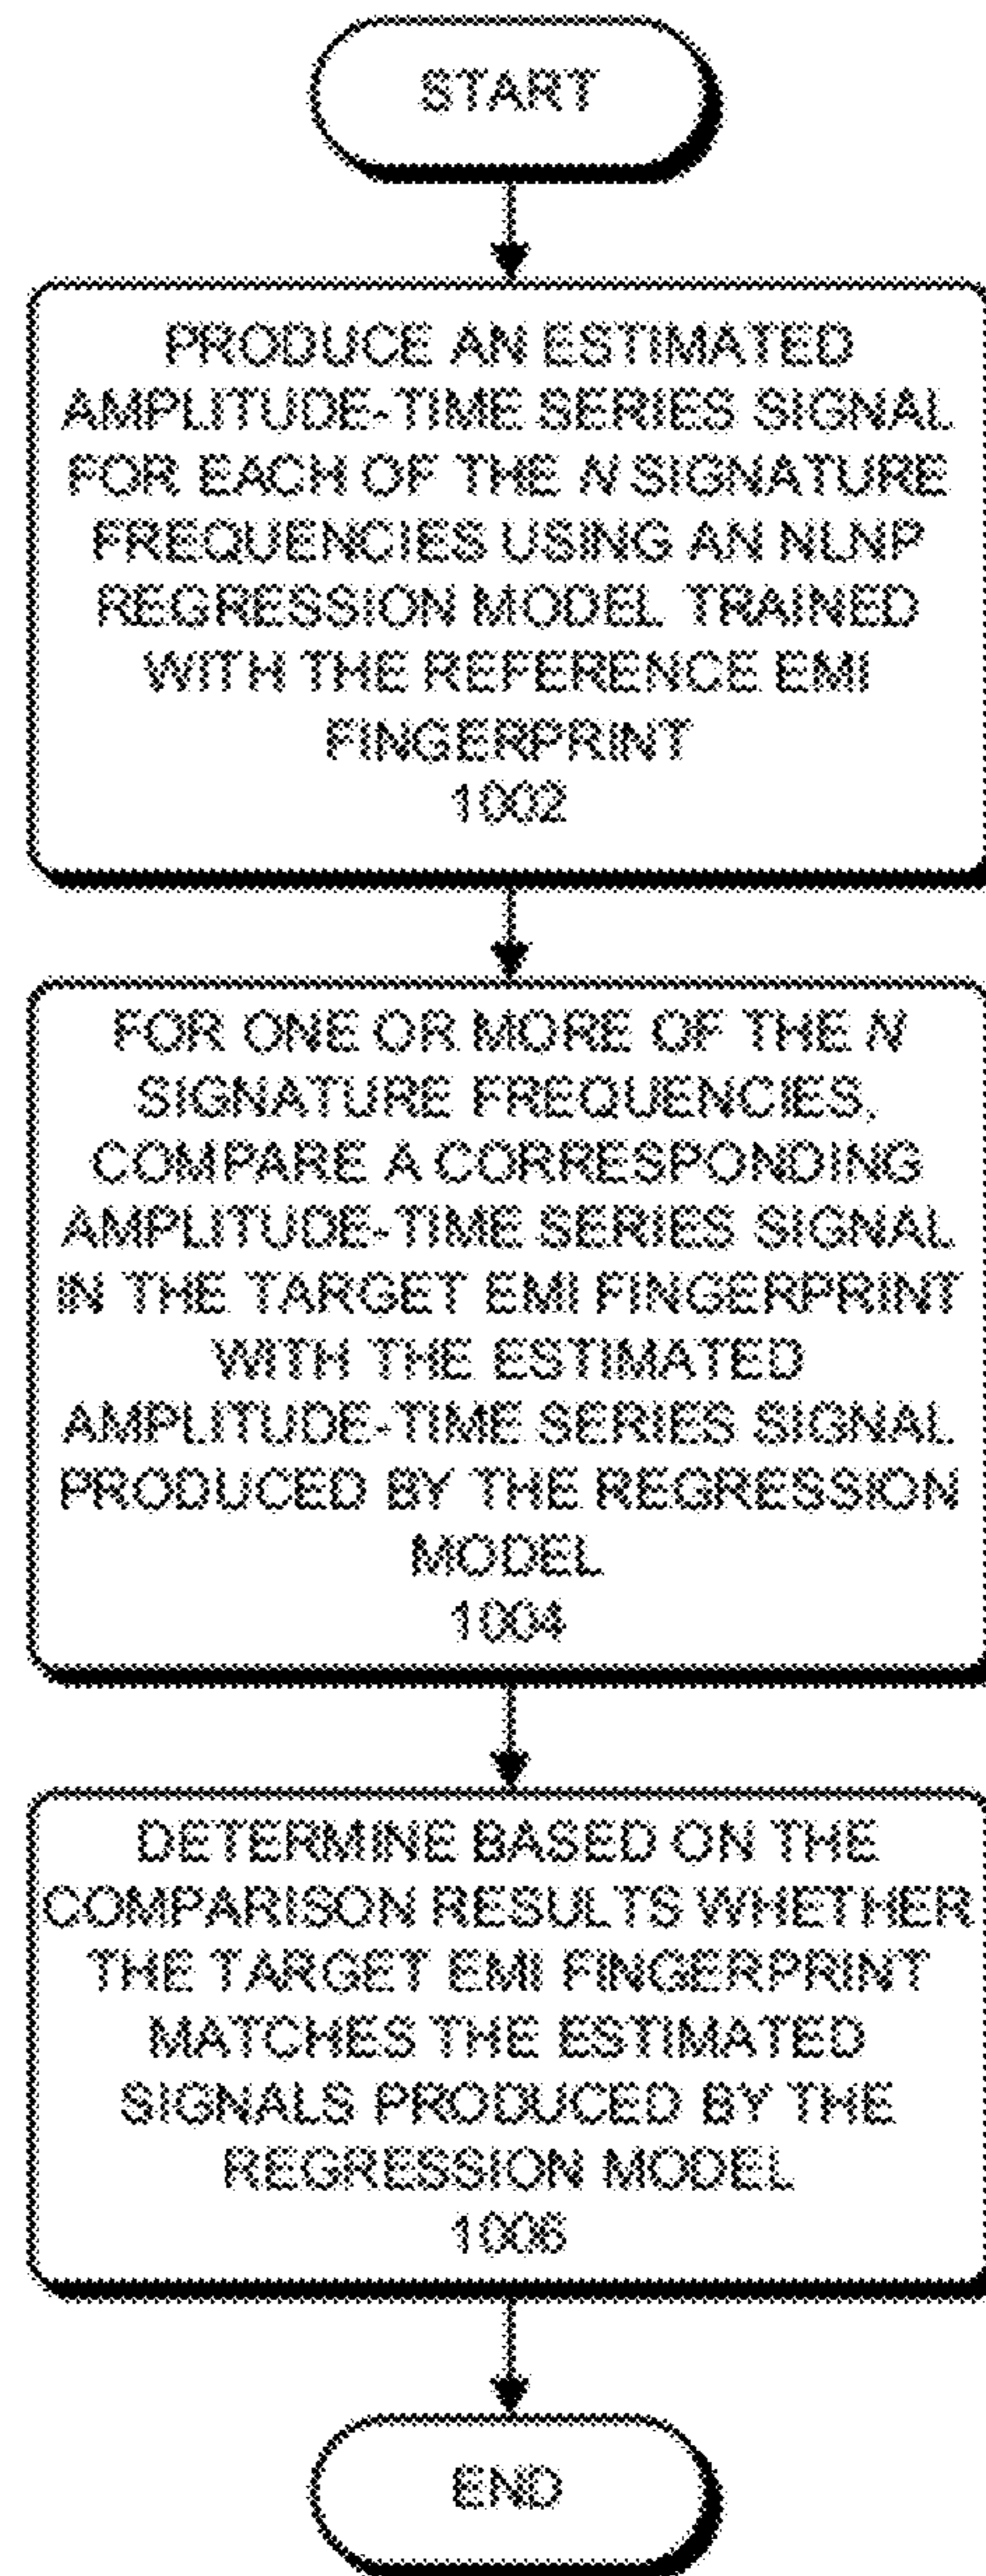 START
PRODUCE AN ESTIMATED
AMPLITUDE-TIME SERIES SIGNAL
FOR EACH OF THE N SIGNATURE
FREQUENCIES USING AN NLNP
REGRESSION MODEL TRAINED
WITH THE REFERENCE EMI
FINGERPRINT
1002
FOR ONE OR MORE OF THE N
SIGNATURE FREQUENCIES,
COMPARE A CORRESPONDING
AMPLITUDE-TIME SERIES SIGNAL
IN THE TARGET EMI FINGERPRINT
WITH THE ESTIMATED
AMPLITUDE-TIME SERIES SIGNAL
PRODUCED BY THE REGRESSION
MODEL
1004
DETERMINE BASED ON THE
COMPARISON RESULTS WHETHER
THE TARGET EMI FINGERPRINT
MATCHES THE ESTIMATED
SIGNALS PRODUCED BY THE
REGRESSION MODEL
1006
END